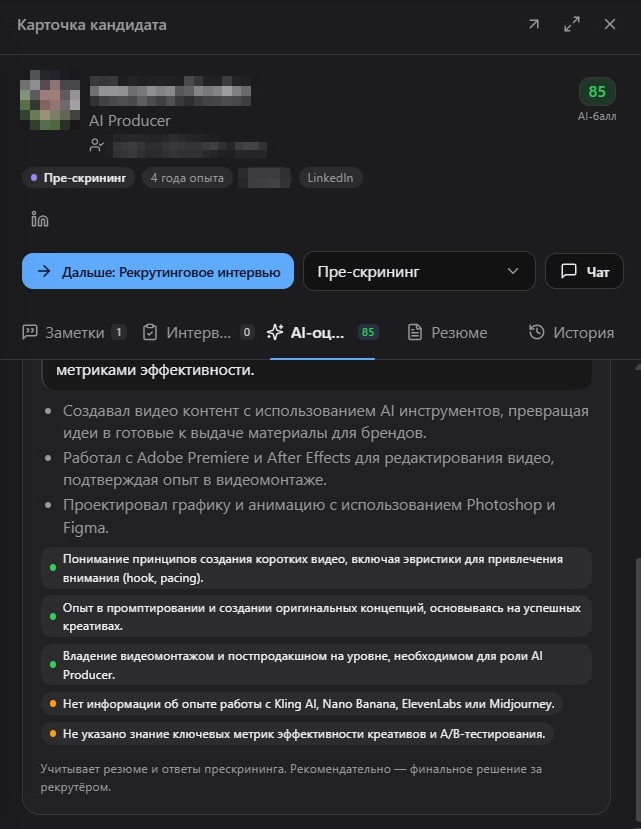 Карточка кандидата
AI Producer
85
AI-балл
Пре-скрининг
4 года опыта
LinkedIn
in
Дальше: Рекрутинговое интервью
Пре-скрининг
Чат
Заметки 1
Интерв... 0
AI-оц... 85
Резюме
История
метриками эффективности.
• Создавал видео контент с использованием AI инструментов, превращая
идеи в готовые к выдаче материалы для брендов.
• Работал с Adobe Premiere и After Effects для редактирования видео,
подтверждая опыт в видеомонтаже.
• Проектировал графику и анимацию с использованием Photoshop и
Figma.
Понимание принципов создания коротких видео, включая эвристики для привлечения
внимания (hook, pacing).
Опыт в промптировании и создании оригинальных концепций, основываясь на успешных
креативах.
Владение видеомонтажом и постпродакшном на уровне, необходимом для роли AI
Producer.
Нет информации об опыте работы с Kling AI, Nano Banana, ElevenLabs или Midjourney.
Не указано знание ключевых метрик эффективности креативов и A/B-тестирования.
Учитывает резюме и ответы прескрининга. Рекомендательно — финальное решение за
рекрутёром.